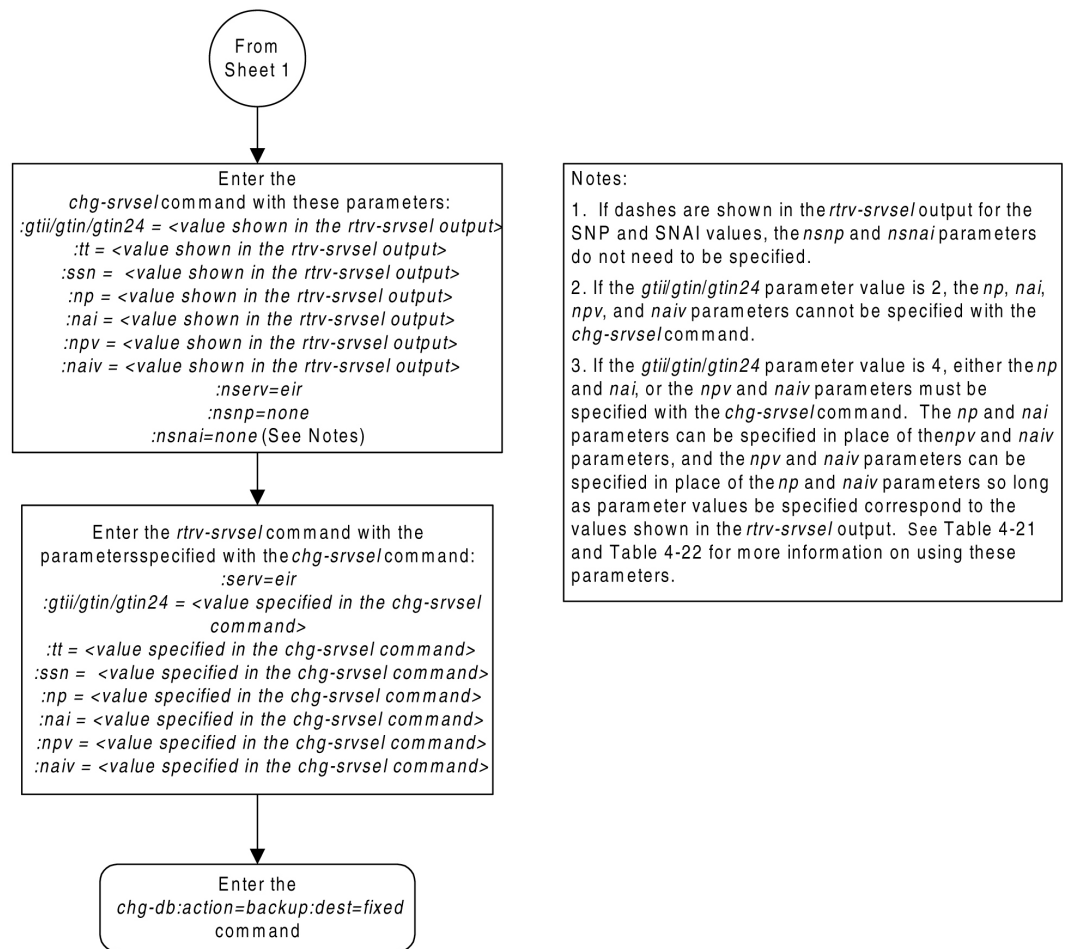 From
Sheet 1
Enter the
chg-srvsel command with these parameters:
:gtii/gtin/gtin24 = <value shown in the rtrv-srvsel output>
:tt = <value shown in the rtrv-srvsel output>
:ssn = <value shown in the rtrv-srvsel output>
:np = <value shown in the rtrv-srvsel output>
:nai = <value shown in the rtrv-srvsel output>
:npv = <value shown in the rtrv-srvsel output>
:naiv = <value shown in the rtrv-srvsel output>
:nserv=eir
:nsnp=none
:nsnai=none (See Notes)
Enter the rtrv-srvsel command with the
parametersspecified with the chg-srvsel command:
:serv=eir
:gtii/gtin/gtin24 = <value specified in the chg-srvsel
command>
:tt = <value specified in the chg-srvsel command>
:ssn = <value specified in the chg-srvsel command>
:np = <value specified in the chg-srvsel command>
:nai = <value specified in the chg-srvsel command>
:npv = <value specified in the chg-srvsel command>
:naiv = <value specified in the chg-srvsel command>
Enter the
chg-db:action=backup:dest=fixed
command
Notes:
1. If dashes are shown in the rtrv-srvsel output for the
SNP and SNAI values, the nsnp and nsnai parameters
do not need to be specified.
2. If the gtii/gtin/gtin24 parameter value is 2, the np, nai,
npv, and naiv parameters cannot be specified with the
chg-srvsel command.
3. If the gtii/gtin/gtin24 parameter value is 4, either the np
and nai, or the npv and naiv parameters must be
specified with the chg-srvsel command. The np and nai
parameters can be specified in place of thenpv and naiv
parameters, and the npv and naiv parameters can be
specified in place of the np and naiv parameters so long
as parameter values be specified correspond to the
values shown in the rtrv-srvsel output. See Table 4-21
and Table 4-22 for more information on using these
parameters.